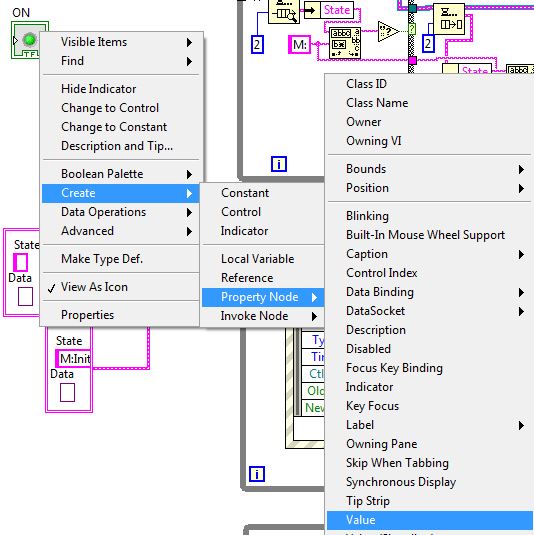 ON
TF
Visible Items
Find
Hide Indicator
Change to Control
Change to Constant
Description and Tip...
Boolean Palette
Create
Data Operations
Advanced
Make Type Def.
View As Icon
Properties
Constant
Control
Indicator
Local Variable
Reference
Property Node
Invoke Node
Class ID
Class Name
Owner
Owning VI
Bounds
Position
Blinking
Built-In Mouse Wheel Support
Caption
Control Index
Data Binding
DataSocket
Description
Disabled
Focus Key Binding
Indicator
Key Focus
Label
Owning Pane
Skip When Tabbing
Synchronous Display
Tip Strip
Value
State
2
M:
abbc
?
2
State
i
State
Data
State
M:Init
Data
Ty
Tir
Ctl
Old
New
i